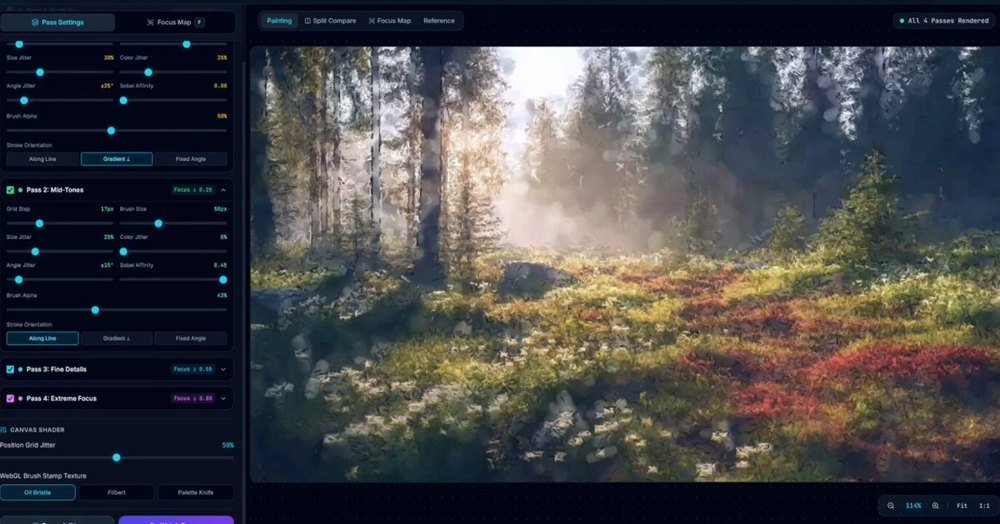 Pass Settings
Focus Map F
Painting
Split Compare
Focus Map
Reference
All 4 Passes Rendered
Size Jitter 30%
Color Jitter 25%
Angle Jitter ±25°
Sobel Affinity 0.00
Brush Alpha 50%
Stroke Orientation
Along Line
Gradient ⊥
Fixed Angle
Pass 2: Mid-Tones
Focus ≥ 0.25
Grid Step 17px
Brush Size 50px
Size Jitter 25%
Color Jitter 6%
Angle Jitter ±15°
Sobel Affinity 0.45
Brush Alpha 43%
Stroke Orientation
Along Line
Gradient ⊥
Fixed Angle
Pass 3: Fine Details
Focus ≥ 0.55
Pass 4: Extreme Focus
Focus ≥ 0.80
CANVAS SHADER
Position Grid Jitter 50%
WebGL Brush Stamp Texture
Oil Bristle
Filbert
Palette Knife
114%
Fit
1:1